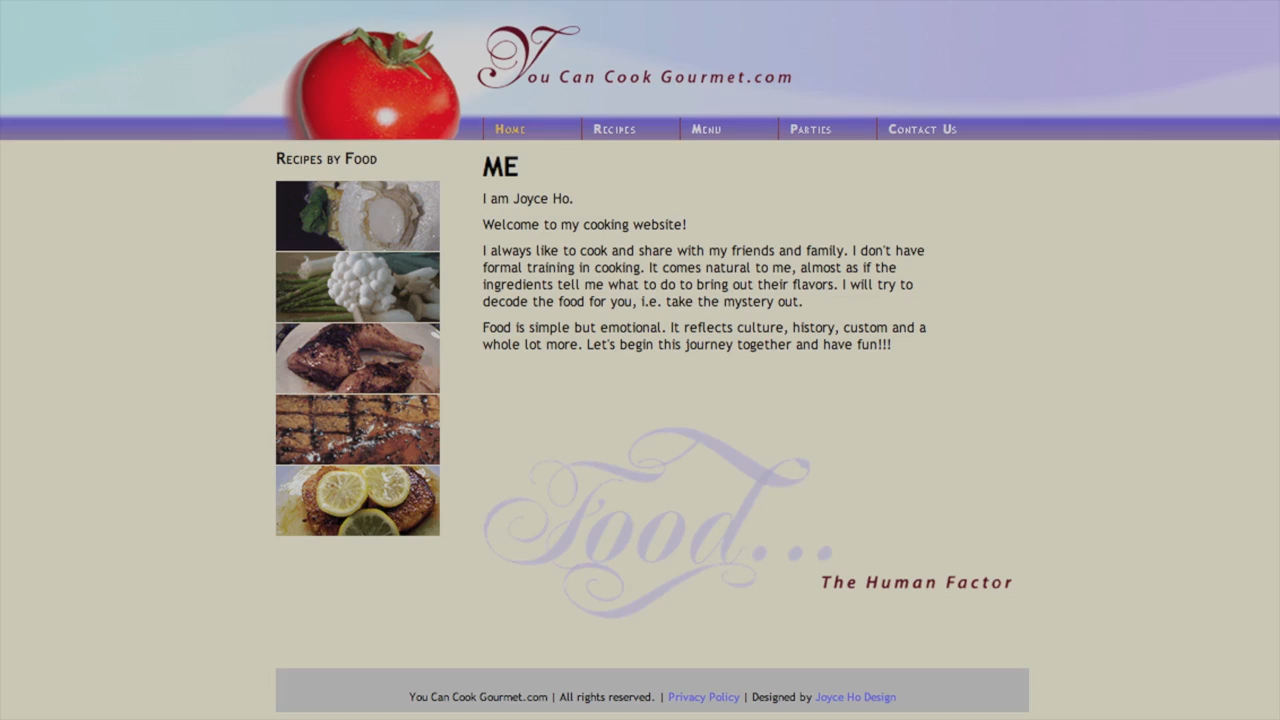 You Can Cook Gourmet.com
Home
Recipes
Menu
Parties
Contact Us
Recipes by Food
ME
I am Joyce Ho.
Welcome to my cooking website!
I always like to cook and share with my friends and family. I don't have
formal training in cooking. It comes natural to me, almost as if the
ingredients tell me what to do to bring out their flavors. I will try to
decode the food for you, i.e. take the mystery out.
Food is simple but emotional. It reflects culture, history, custom and a
whole lot more. Let's begin this journey together and have fun!!!
Food...
The Human Factor
You Can Cook Gourmet.com | All rights reserved. | Privacy Policy | Designed by Joyce Ho Design